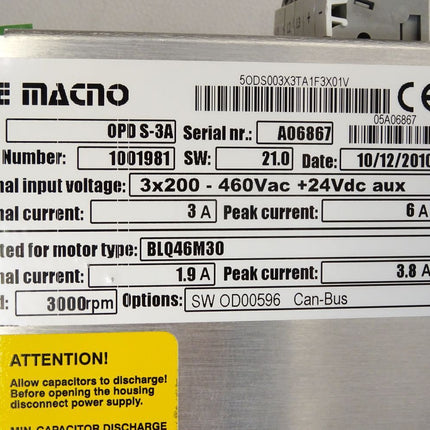 E MACNO
5ODS003X3TA1F3X01V
05A06867
OPD S-3A Serial nr.: A06867
Number: 1001981 SW: 21.0 Date: 10/12/2010
nal input voltage: 3x200 - 460Vac +24Vdc aux
nal current: 3 A Peak current: 6 A
ted for motor type: BLQ46M30
nal current: 1.9 A Peak current: 3.8 A
d: 3000rpm Options: SW OD00596 Can-Bus
ATTENTION!
Allow capacitors to discharge!
Before opening the housing
disconnect power supply.
MIN. CAPACITOR DISCHARGE